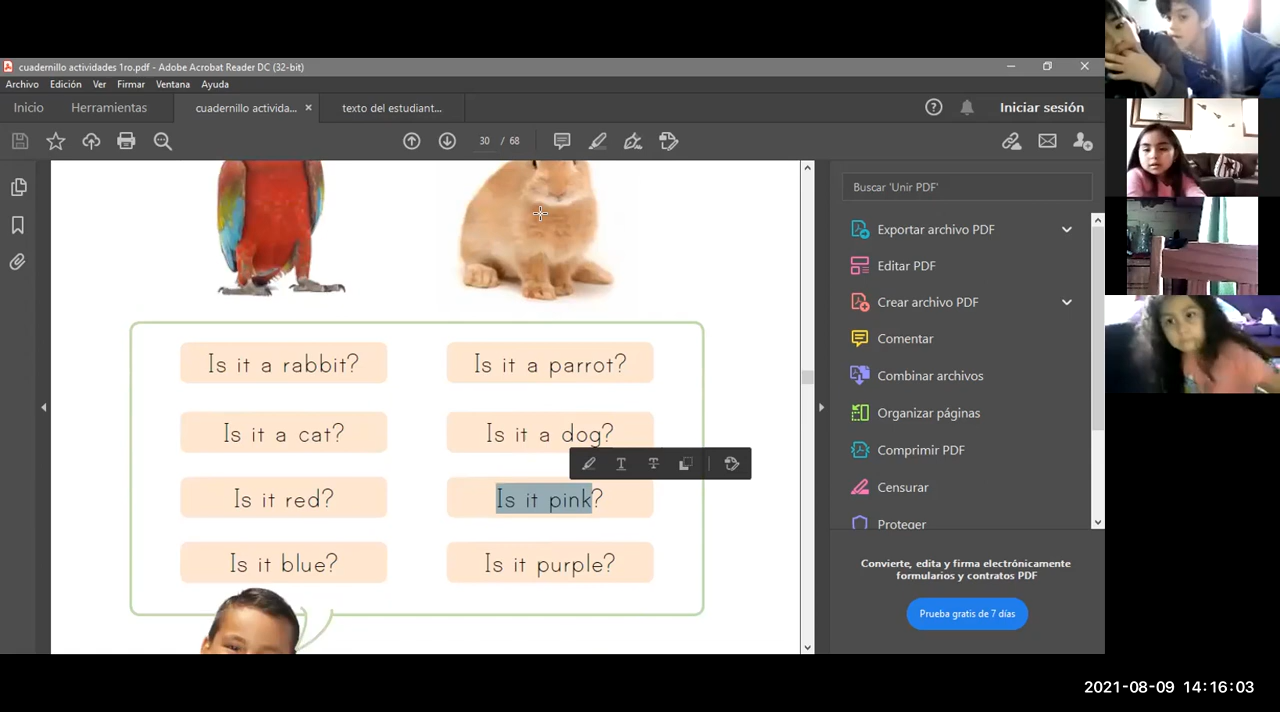 cuadernillo actividades 1ro.pdf - Adobe Acrobat Reader DC (32-bit)
Archivo Edición Ver Firmar Ventana Ayuda
Inicio Herramientas cuadernillo activida... × texto del estudiant... Iniciar sesión
30 / 68
Buscar 'Unir PDF'
Exportar archivo PDF
Editar PDF
Crear archivo PDF
Comentar
Combinar archivos
Organizar páginas
Comprimir PDF
Censurar
Proteger
Convierte, edita y firma electrónicamente
formularios y contratos PDF
Prueba gratis de 7 días
Is it a rabbit? Is it a parrot?
Is it a cat? Is it a dog?
Is it red? Is it pink?
Is it blue? Is it purple?
2021-08-09 14:16:03